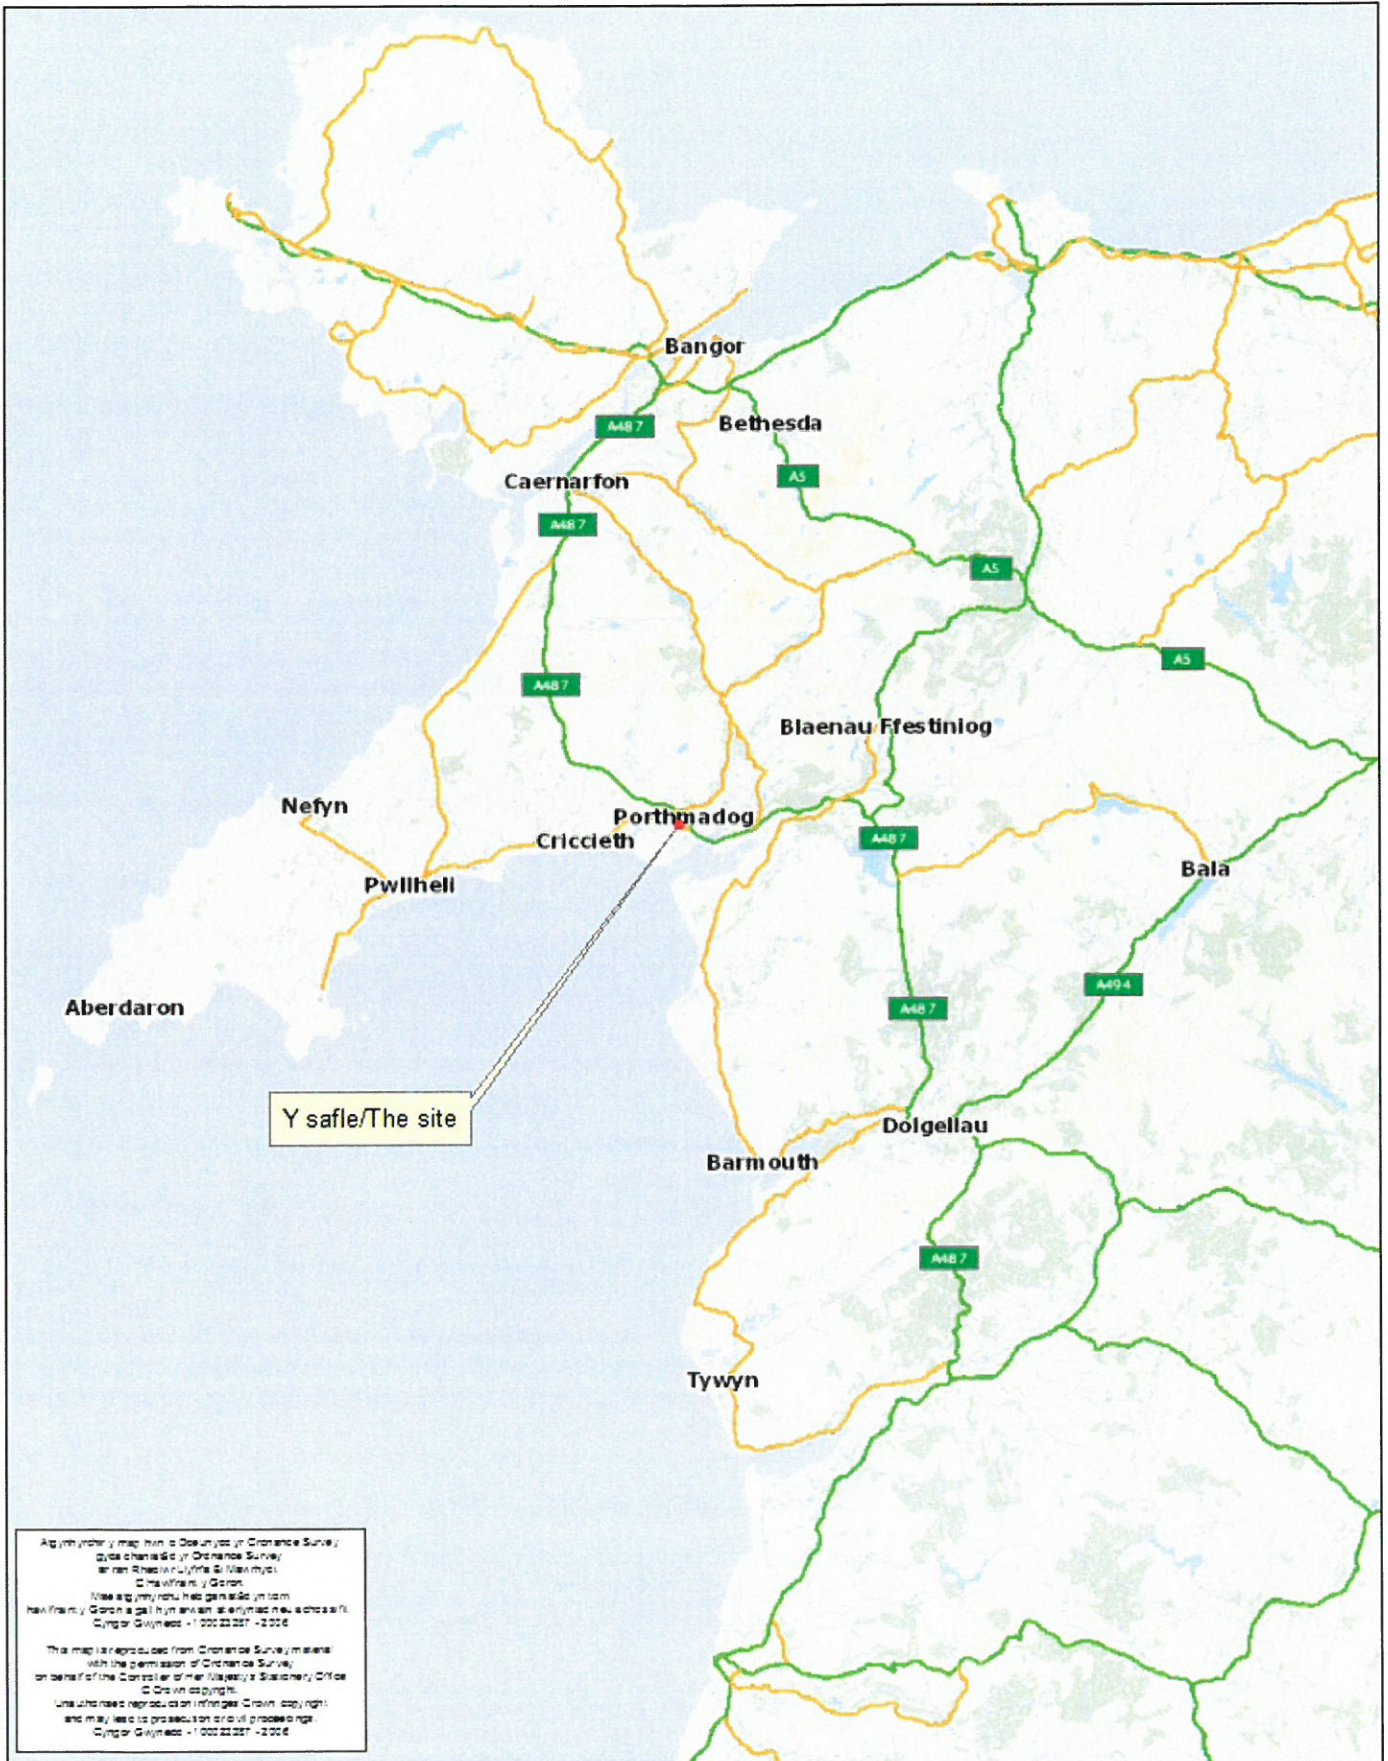 Bangor
A487
Bethesda
A5
Caernarfon
A487
A5
A5
A487
Blaenau Ffestiniog
Nefyn
Porthmadog
Criccieth
A487
Bala
Pwllheli
A494
Aberdaron
A487
Y safle/The site
Dolgellau
Barmouth
A487
Tywyn
This map is reproduced from Ordnance Survey material
with the permission of Ordnance Survey
on behalf of the Controller of Her Majesty's Stationery Office
© Crown copyright.
Unauthorised reproduction infringes Crown copyright
and may lead to prosecution or civil proceedings.
Cyngor Gwynedd